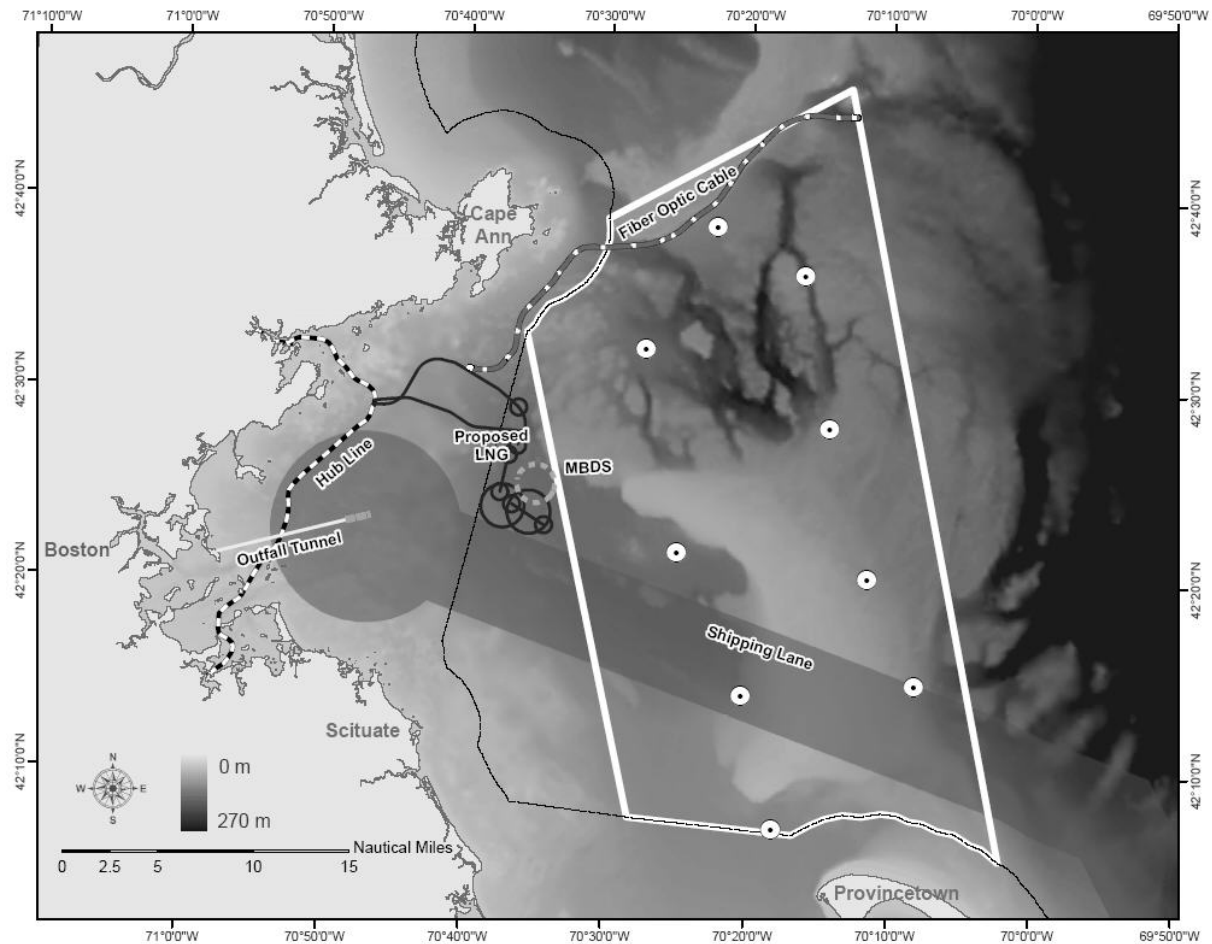 71°10'0"W 71°0'0"W 70°50'0"W 70°40'0"W 70°30'0"W 70°20'0"W 70°10'0"W 70°0'0"W 69°50'0"W
42°40'0"N
42°40'0"N
Cape
Ann
Fiber Optic Cable
42°30'0"N
42°30'0"N
Proposed
LNG
Hub Line
MBDS
Boston
Outfall Tunnel
42°20'0"N
42°20'0"N
Shipping Lane
Scituate
42°10'0"N
42°10'0"N
N
W E
S
0 m
270 m
Nautical Miles
0 2.5 5 10 15
Provincetown
71°0'0"W 70°50'0"W 70°40'0"W 70°30'0"W 70°20'0"W 70°10'0"W 70°0'0"W 69°50'0"W